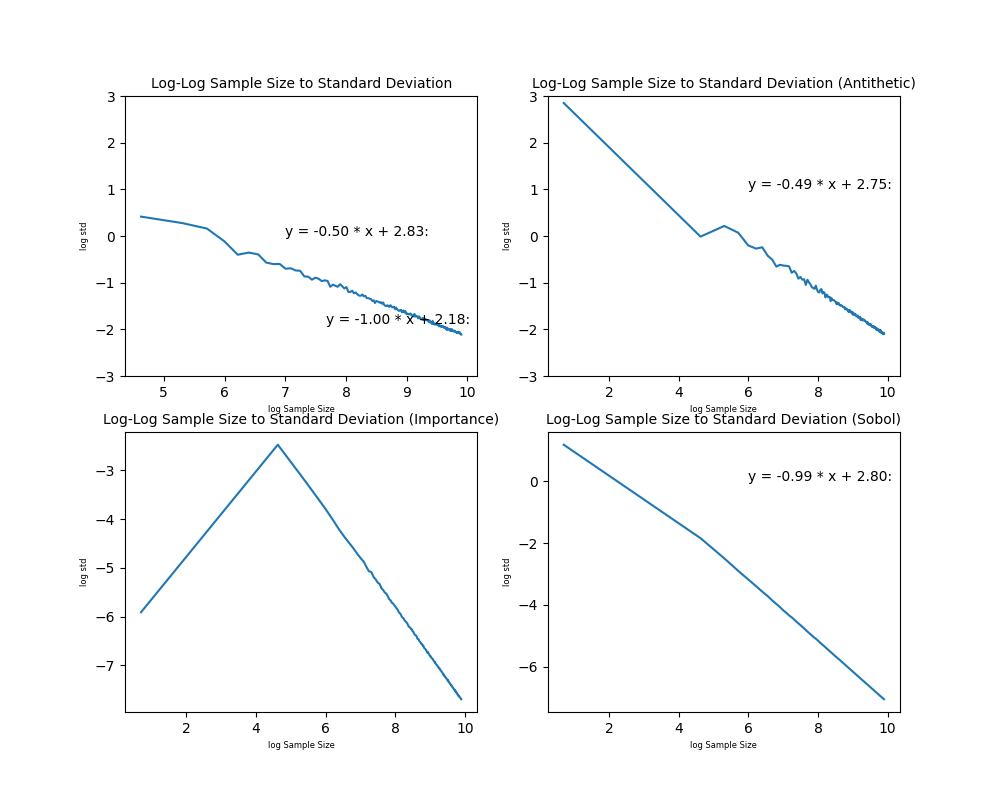 Log-Log Sample Size to Standard Deviation
3
2
1
0
−1
−2
−3
log std
y = -0.50 * x + 2.83:
y = -1.00 * x + 2.18:
5 6 7 8 9 10
log Sample Size
Log-Log Sample Size to Standard Deviation (Antithetic)
3
2
1
0
−1
−2
−3
log std
y = -0.49 * x + 2.75:
2 4 6 8 10
log Sample Size
Log-Log Sample Size to Standard Deviation (Importance)
−3
−4
−5
−6
−7
log std
2 4 6 8 10
log Sample Size
Log-Log Sample Size to Standard Deviation (Sobol)
0
−2
−4
−6
log std
y = -0.99 * x + 2.80:
2 4 6 8 10
log Sample Size